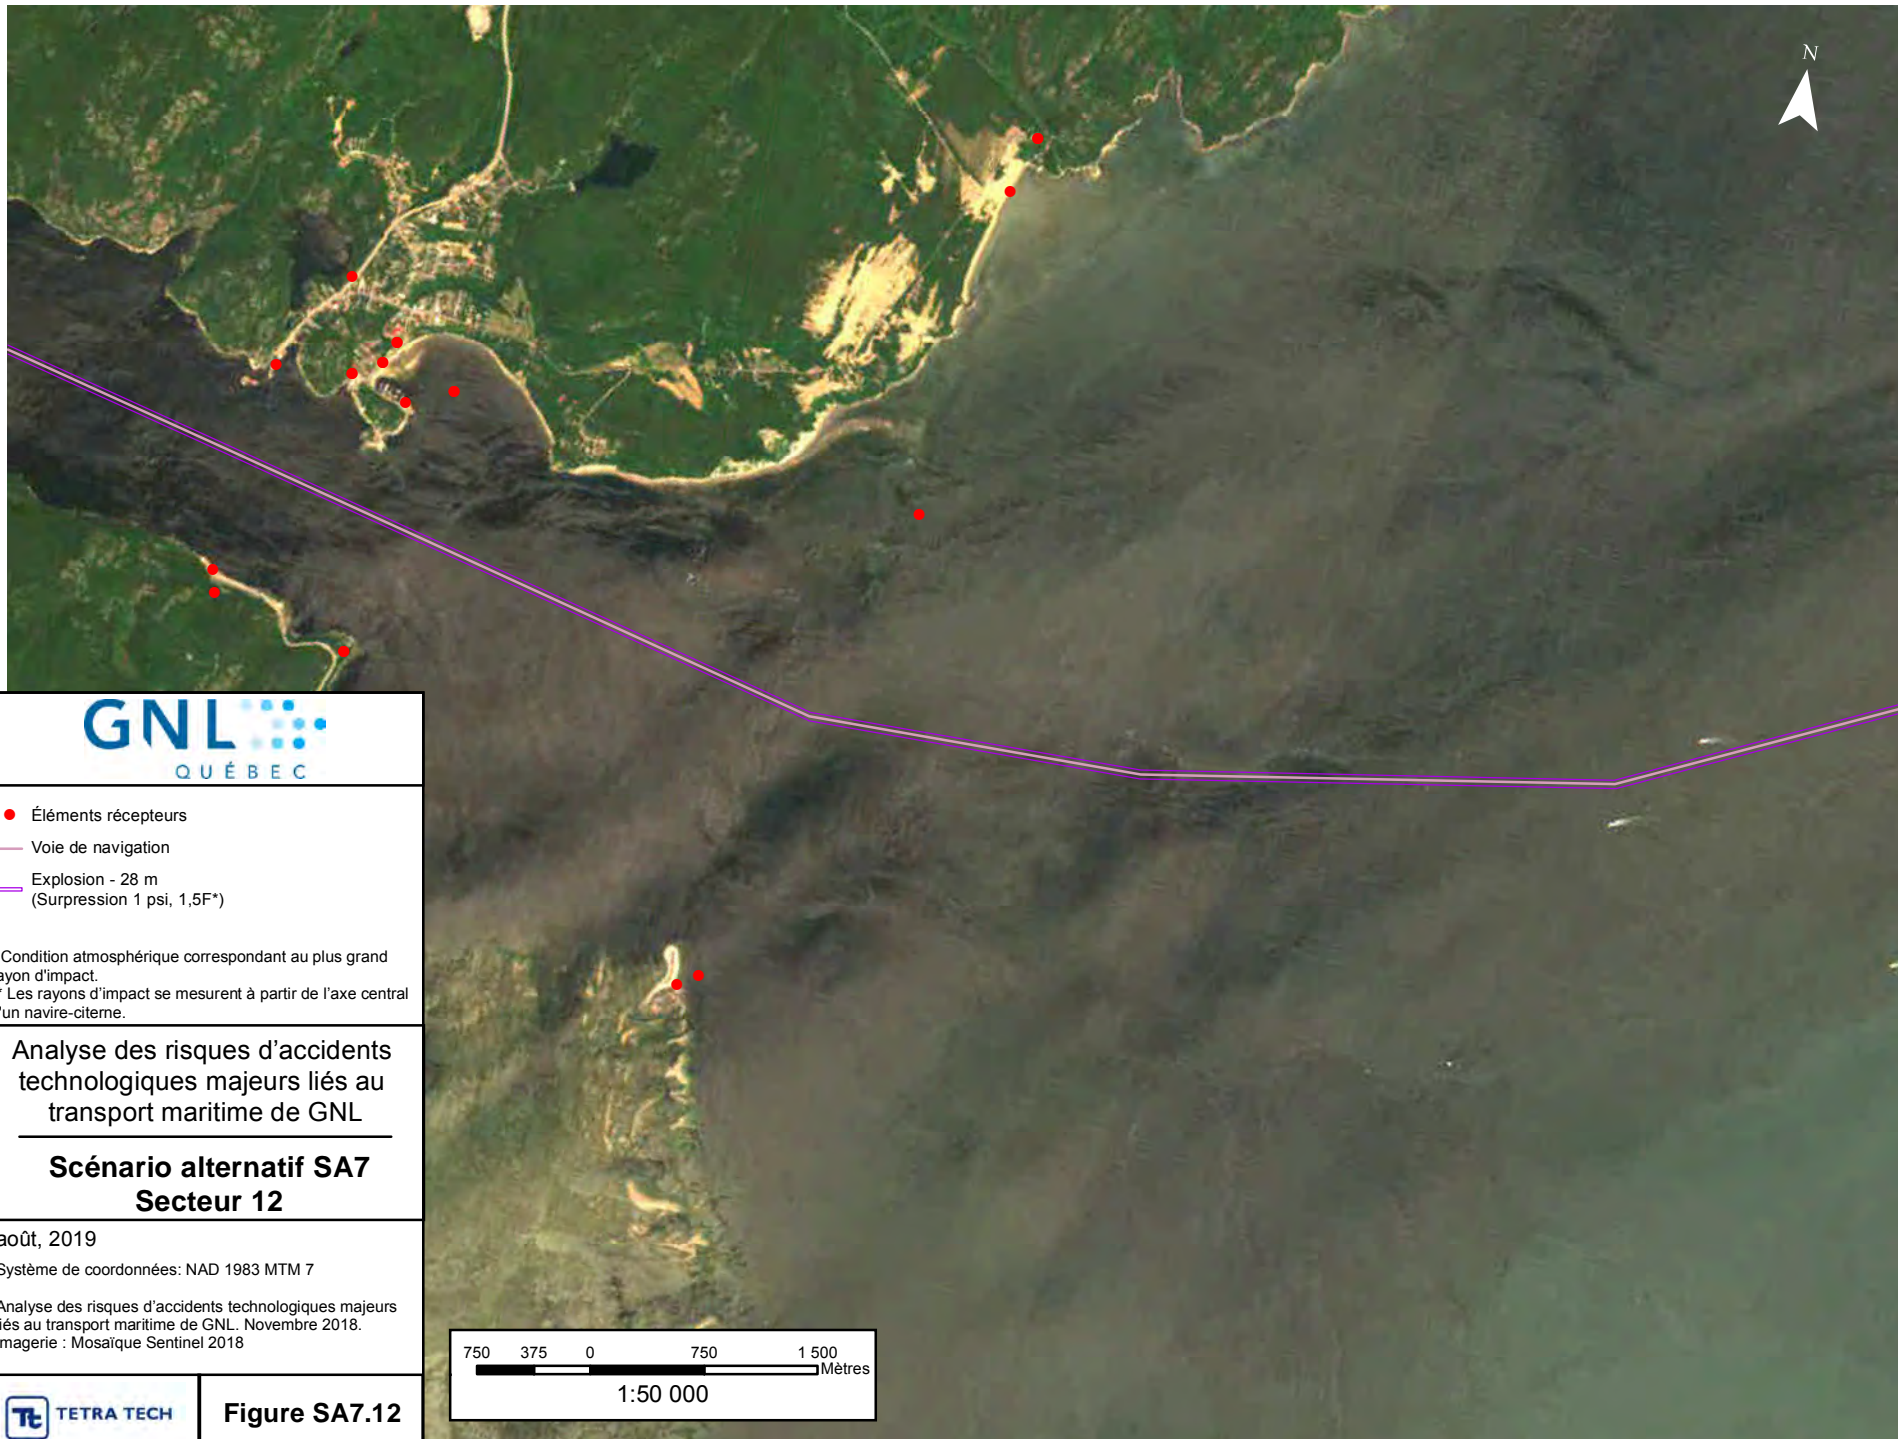 N
GNL
QUÉBEC
Éléments récepteurs
Voie de navigation
Explosion - 28 m
(Surpression 1 psi, 1,5F*)
Condition atmosphérique correspondant au plus grand
ayon d'impact.
* Les rayons d'impact se mesurent à partir de l'axe central
'un navire-citerne.
Analyse des risques d'accidents
technologiques majeurs liés au
transport maritime de GNL
Scénario alternatif SA7
Secteur 12
août, 2019
Système de coordonnées: NAD 1983 MTM 7
Analyse des risques d'accidents technologiques majeurs
liés au transport maritime de GNL. Novembre 2018.
magerie : Mosaïque Sentinel 2018
Tt TETRA TECH
Figure SA7.12
750 375 0 750 1 500
Mètres
1:50 000